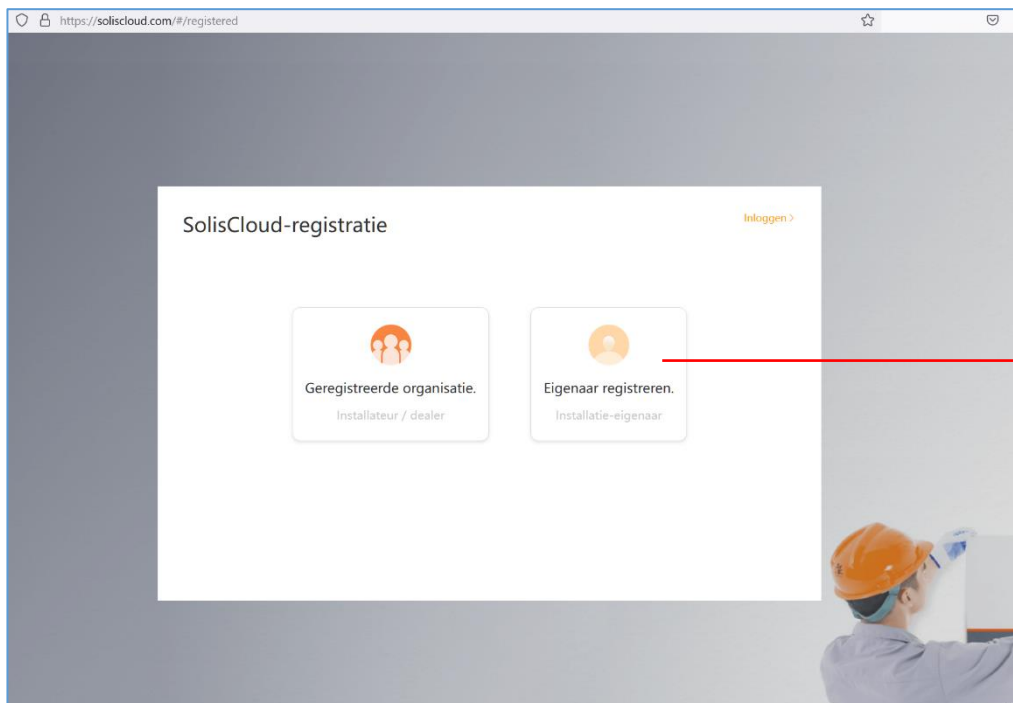 https://soliscloud.com/#/registered
SolisCloud-registratie
Inloggen >
Geregistreerde organisatie.
Installateur / dealer
Eigenaar registreren.
Installatie-eigenaar